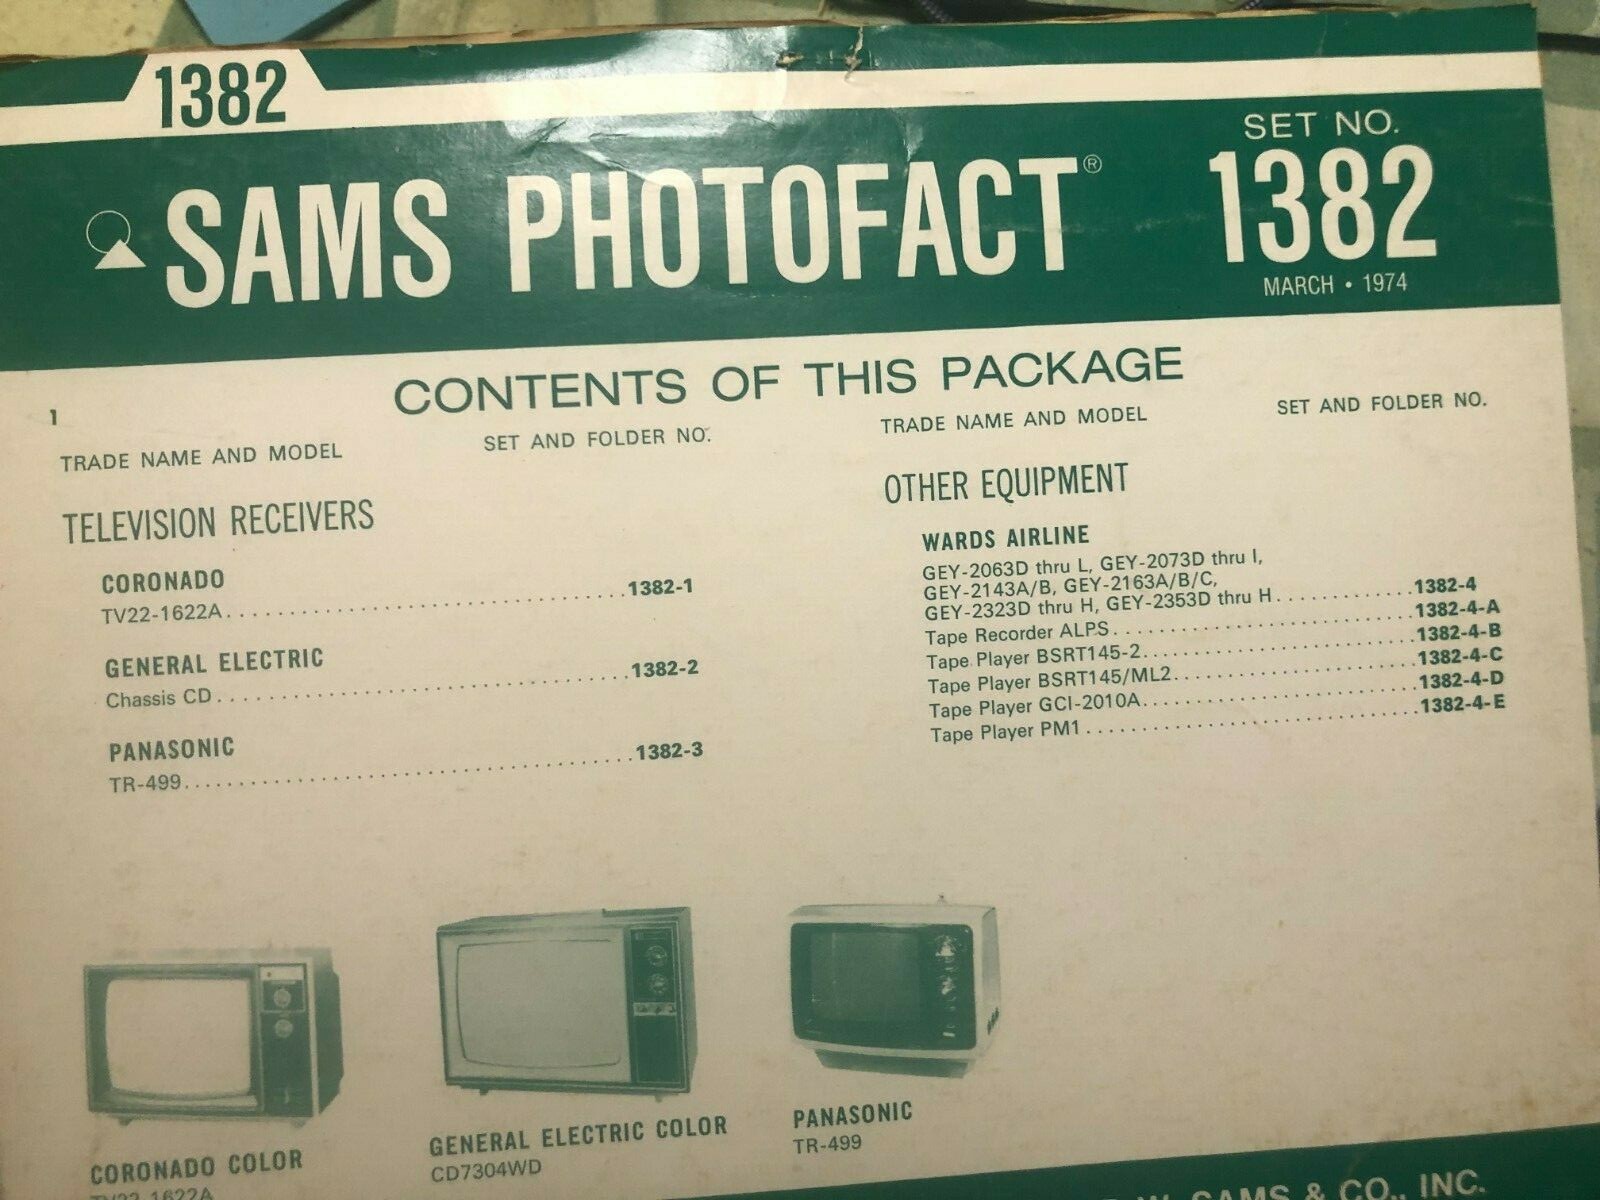 1382
SAMS PHOTOFACT®
SET NO.
1382
MARCH • 1974
CONTENTS OF THIS PACKAGE
1
TRADE NAME AND MODEL SET AND FOLDER NO.
TELEVISION RECEIVERS
CORONADO
TV22-1622A 1382-1
GENERAL ELECTRIC
Chassis CD 1382-2
PANASONIC
TR-499 1382-3
TRADE NAME AND MODEL SET AND FOLDER NO.
OTHER EQUIPMENT
WARDS AIRLINE
GEY-2063D thru L, GEY-2073D thru I,
GEY-2143A/B, GEY-2163A/B/C,
GEY-2323D thru H, GEY-2353D thru H 1382-4
Tape Recorder ALPS 1382-4-A
Tape Player BSRT145-2 1382-4-B
Tape Player BSRT145/ML2 1382-4-C
Tape Player GCI-2010A 1382-4-D
Tape Player PM1 1382-4-E
CORONADO COLOR
TV22-1622A
GENERAL ELECTRIC COLOR
CD7304WD
PANASONIC
TR-499
W. SAMS & CO., INC.